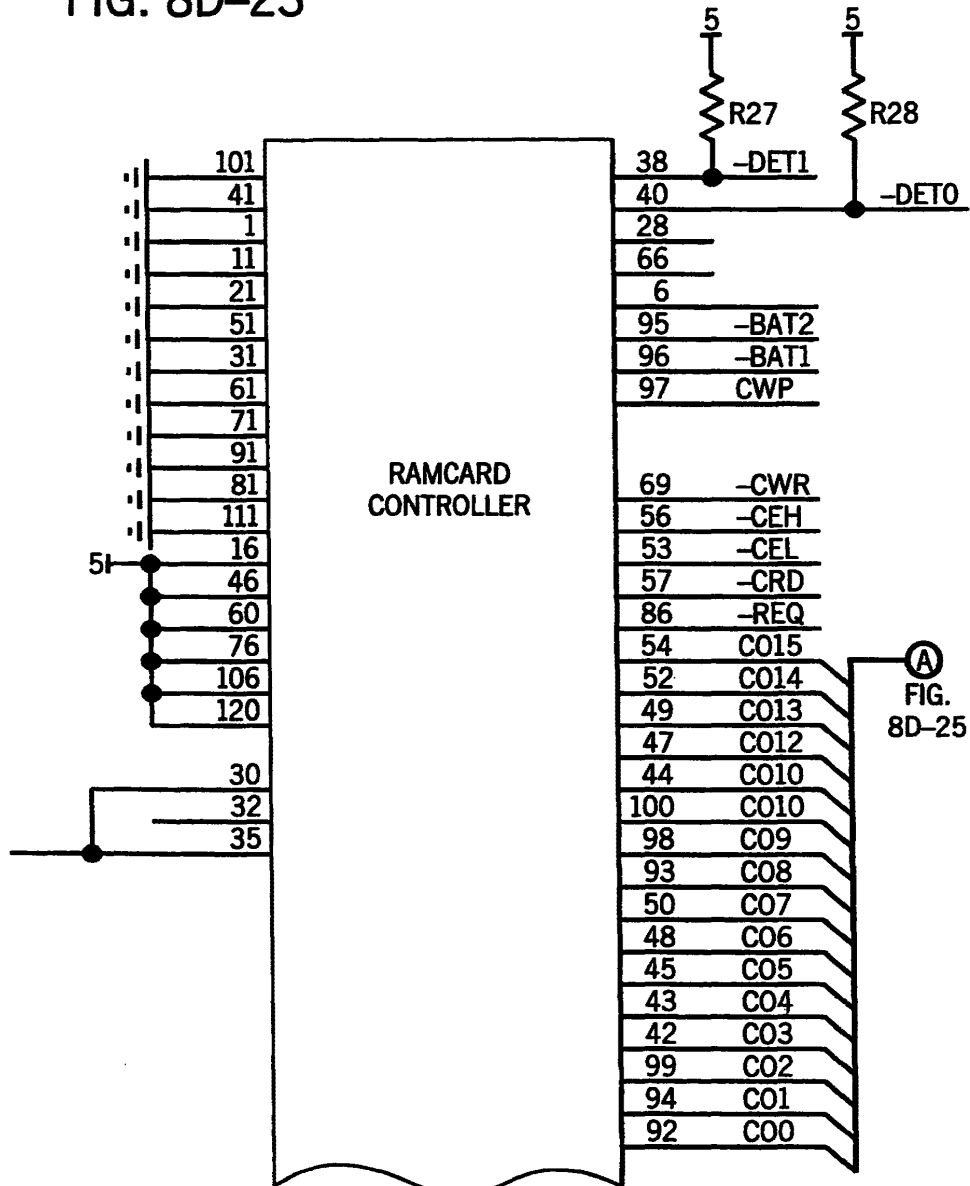 FIG. 8D–25
5 5
R27 R28
101 38 –DET1
41 40 –DET0
1 28
11 66
21 6
51 95 –BAT2
31 96 –BAT1
61 97 CWP
71
91
RAMCARD
CONTROLLER
81 69 –CWR
111 56 –CEH
5 16 53 –CEL
46 57 –CRD
60 86 –REQ
76 54 CO15
106 52 CO14
120 49 CO13
47 CO12
30 44 CO10
32 100 CO10
35 98 CO9
93 CO8
50 CO7
48 CO6
45 CO5
43 CO4
42 CO3
99 CO2
94 CO1
92 CO0
A
FIG.
8D–25